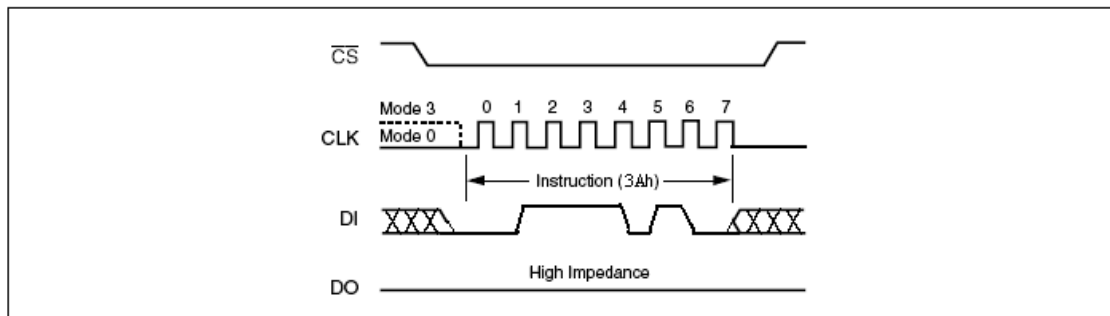 CS
Mode 3 0 1 2 3 4 5 6 7
CLK Mode 0
Instruction (3Ah)
DI
High Impedance
DO